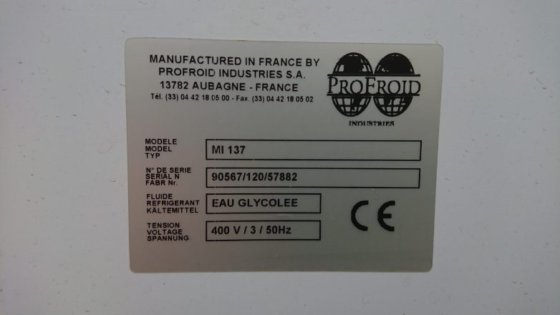 MANUFACTURED IN FRANCE BY
PROFROID INDUSTRIES S.A.
13782 AUBAGNE - FRANCE
Tél. (33) 04 42 18 05 00 - Fax. (33) 04 42 18 05 02
PROFROID
INDUSTRIES
MODELE
MODEL
TYP
MI 137
N° DE SERIE
SERIAL N
FABR Nr.
90567/120/57882
FLUIDE
REFRIGERANT
KÄLTEMITTEL
EAU GLYCOLEE
TENSION
VOLTAGE
SPANNUNG
400 V / 3 / 50Hz
CE